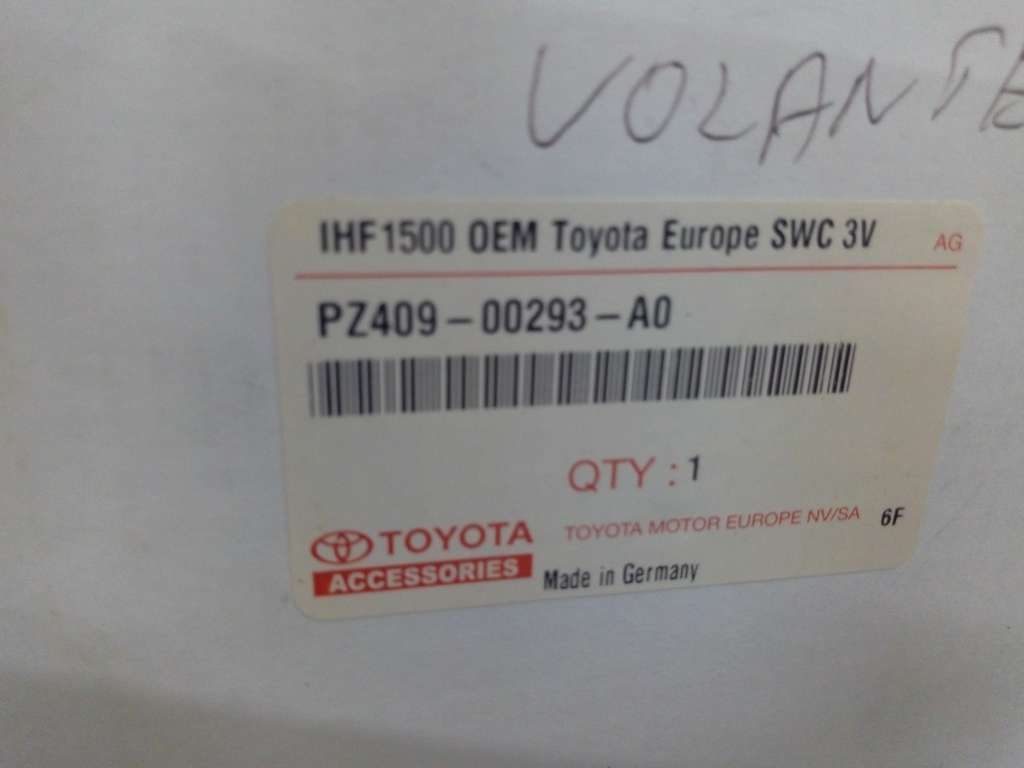 VOLANTE
IHF1500 OEM Toyota Europe SWC 3V AG
PZ409-00293-A0
QTY : 1
TOYOTA
ACCESSORIES
TOYOTA MOTOR EUROPE NV/SA 6F
Made in Germany